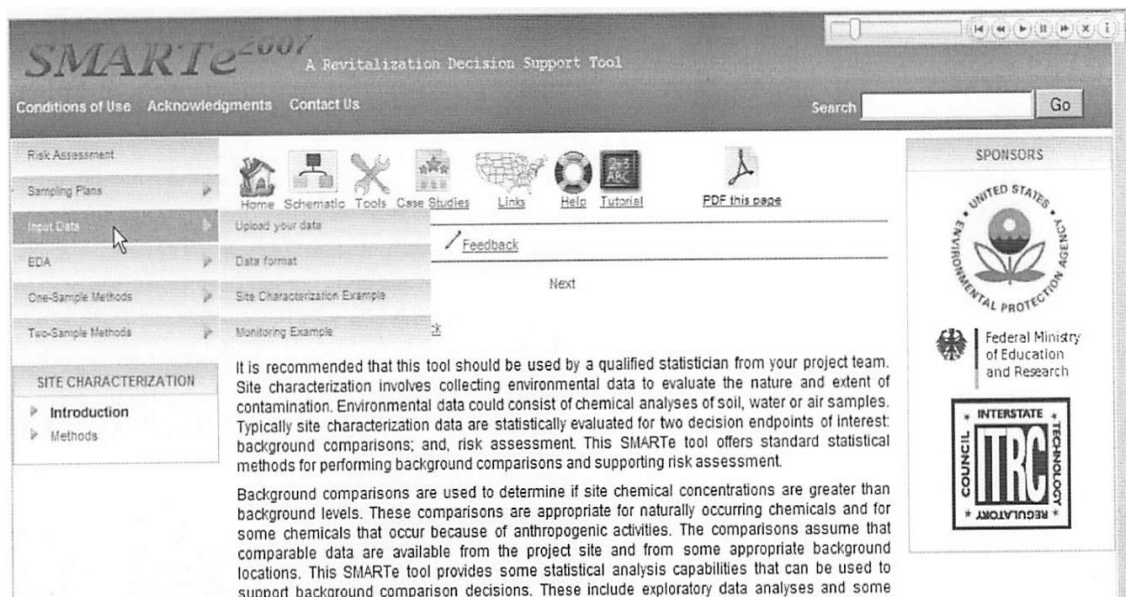 SMARTe2007
A Revitalization Decision Support Tool
Conditions of Use Acknowledgments Contact Us
Search Go
Risk Assessment
Sampling Plans
Input Data
EDA
One-Sample Methods
Two-Sample Methods
Home Schematic Tools Case Studies Links Help Tutorial PDF this page
2+3
ABC
Upload your data
Data format
Site Characterization Example
Monitoring Example
Feedback
Next
SITE CHARACTERIZATION
Introduction
Methods
It is recommended that this tool should be used by a qualified statistician from your project team.
Site characterization involves collecting environmental data to evaluate the nature and extent of
contamination. Environmental data could consist of chemical analyses of soil, water or air samples.
Typically site characterization data are statistically evaluated for two decision endpoints of interest:
background comparisons; and, risk assessment. This SMARTe tool offers standard statistical
methods for performing background comparisons and supporting risk assessment.
Background comparisons are used to determine if site chemical concentrations are greater than
background levels. These comparisons are appropriate for naturally occurring chemicals and for
some chemicals that occur because of anthropogenic activities. The comparisons assume that
comparable data are available from the project site and from some appropriate background
locations. This SMARTe tool provides some statistical analysis capabilities that can be used to
support background comparison decisions. These include exploratory data analyses and some
SPONSORS
UNITED STATES
ENVIRONMENTAL PROTECTION AGENCY
Federal Ministry
of Education
and Research
INTERSTATE
TECHNOLOGY
REGULATORY
COUNCIL
ITRC